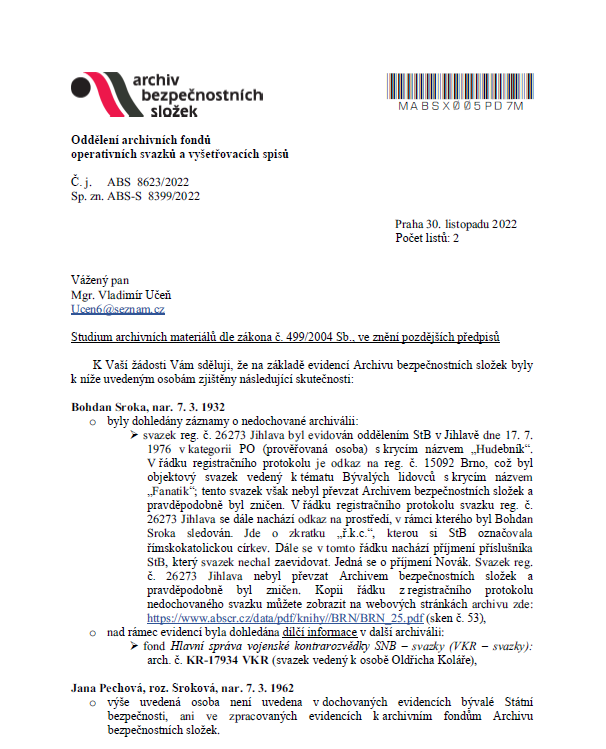 archiv
bezpečnostních
složek
MABSX005PD7M
Oddělení archivních fondů
operativních svazků a vyšetřovacích spisů
Č. j. ABS 8623/2022
Sp. zn. ABS-S 8399/2022
Praha 30. listopadu 2022
Počet listů: 2
Vážený pan
Mgr. Vladimír Učeň
Ucen6@seznam.cz
Studium archivních materiálů dle zákona č. 499/2004 Sb., ve znění pozdějších předpisů
K Vaší žádosti Vám sděluji, že na základě evidencí Archivu bezpečnostních složek byly
k níže uvedeným osobám zjištěny následující skutečnosti:
Bohdan Sroka, nar. 7. 3. 1932
o byly dohledány záznamy o nedochované archiválii:
➢ svazek reg. č. 26273 Jihlava byl evidován oddělením StB v Jihlavě dne 17. 7.
1976 v kategorii PO (prověřovaná osoba) s krycím názvem „Hudebník“.
V řádku registračního protokolu je odkaz na reg. č. 15092 Brno, což byl
objektový svazek vedený k tématu Bývalých lidovců s krycím názvem
„Fanatik“; tento svazek však nebyl převzat Archivem bezpečnostních složek a
pravděpodobně byl zničen. V řádku registračního protokolu svazku reg. č.
26273 Jihlava se dále nachází odkaz na prostředí, v rámci kterého byl Bohdan
Sroka sledován. Jde o zkratku „ř.k.c.“, kterou si StB označovala
římskokatolickou církev. Dále se v tomto řádku nachází příjmení příslušníka
StB, který svazek nechal zaevidovat. Jedná se o příjmení Novák. Svazek reg.
č. 26273 Jihlava nebyl převzat Archivem bezpečnostních složek a
pravděpodobně byl zničen. Kopii řádku z registračního protokolu
nedochovaného svazku můžete zobrazit na webových stránkách archivu zde:
https://www.abscr.cz/data/pdf/knihy//BRN/BRN_25.pdf (sken č. 53),
o nad rámec evidencí byla dohledána dílčí informace v další archiválii:
➢ fond Hlavní správa vojenské kontrarozvědky SNB – svazky (VKR – svazky):
arch. č. KR-17934 VKR (svazek vedený k osobě Oldřicha Koláře),
Jana Pechová, roz. Sroková, nar. 7. 3. 1962
o výše uvedená osoba není uvedena v dochovaných evidencích bývalé Státní
bezpečnosti, ani ve zpracovaných evidencích k archivním fondům Archivu
bezpečnostních složek.